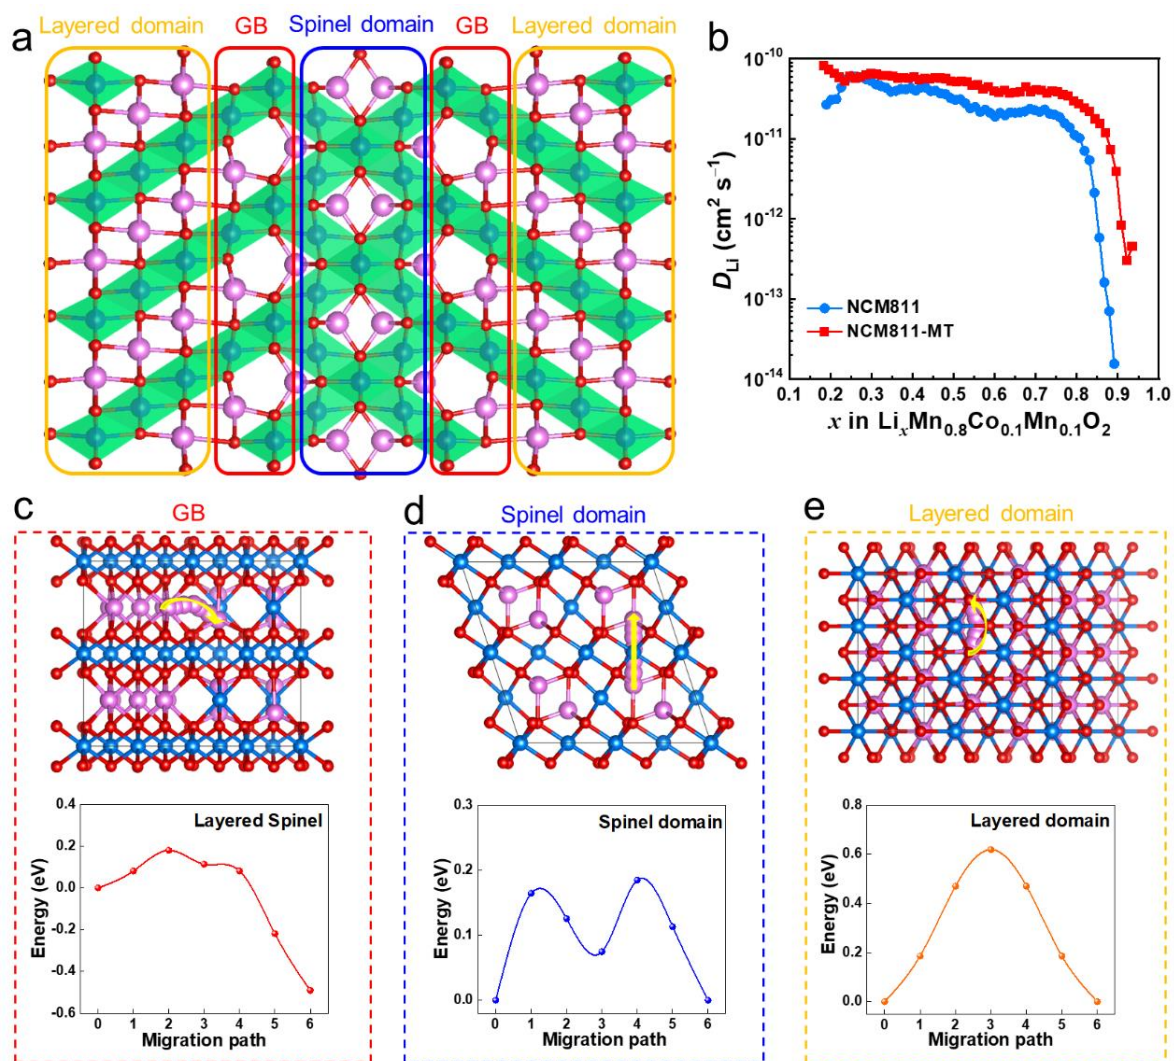 a
Layered domain
GB
Spinel domain
GB
Layered domain
b
10⁻¹⁰
10⁻¹¹
10⁻¹²
10⁻¹³
10⁻¹⁴
D_Li (cm² s⁻¹)
NCM811
NCM811-MT
0.1 0.2 0.3 0.4 0.5 0.6 0.7 0.8 0.9 1.0
x in LiₓMn₀.₈Co₀.₁Mn₀.₁O₂
c
GB
0.4
0.2
0.0
-0.2
-0.4
-0.6
Energy (eV)
Layered Spinel
0 1 2 3 4 5 6
Migration path
d
Spinel domain
0.3
0.2
0.1
0.0
Energy (eV)
Spinel domain
0 1 2 3 4 5 6
Migration path
e
Layered domain
0.8
0.6
0.4
0.2
0.0
Energy (eV)
Layered domain
0 1 2 3 4 5 6
Migration path